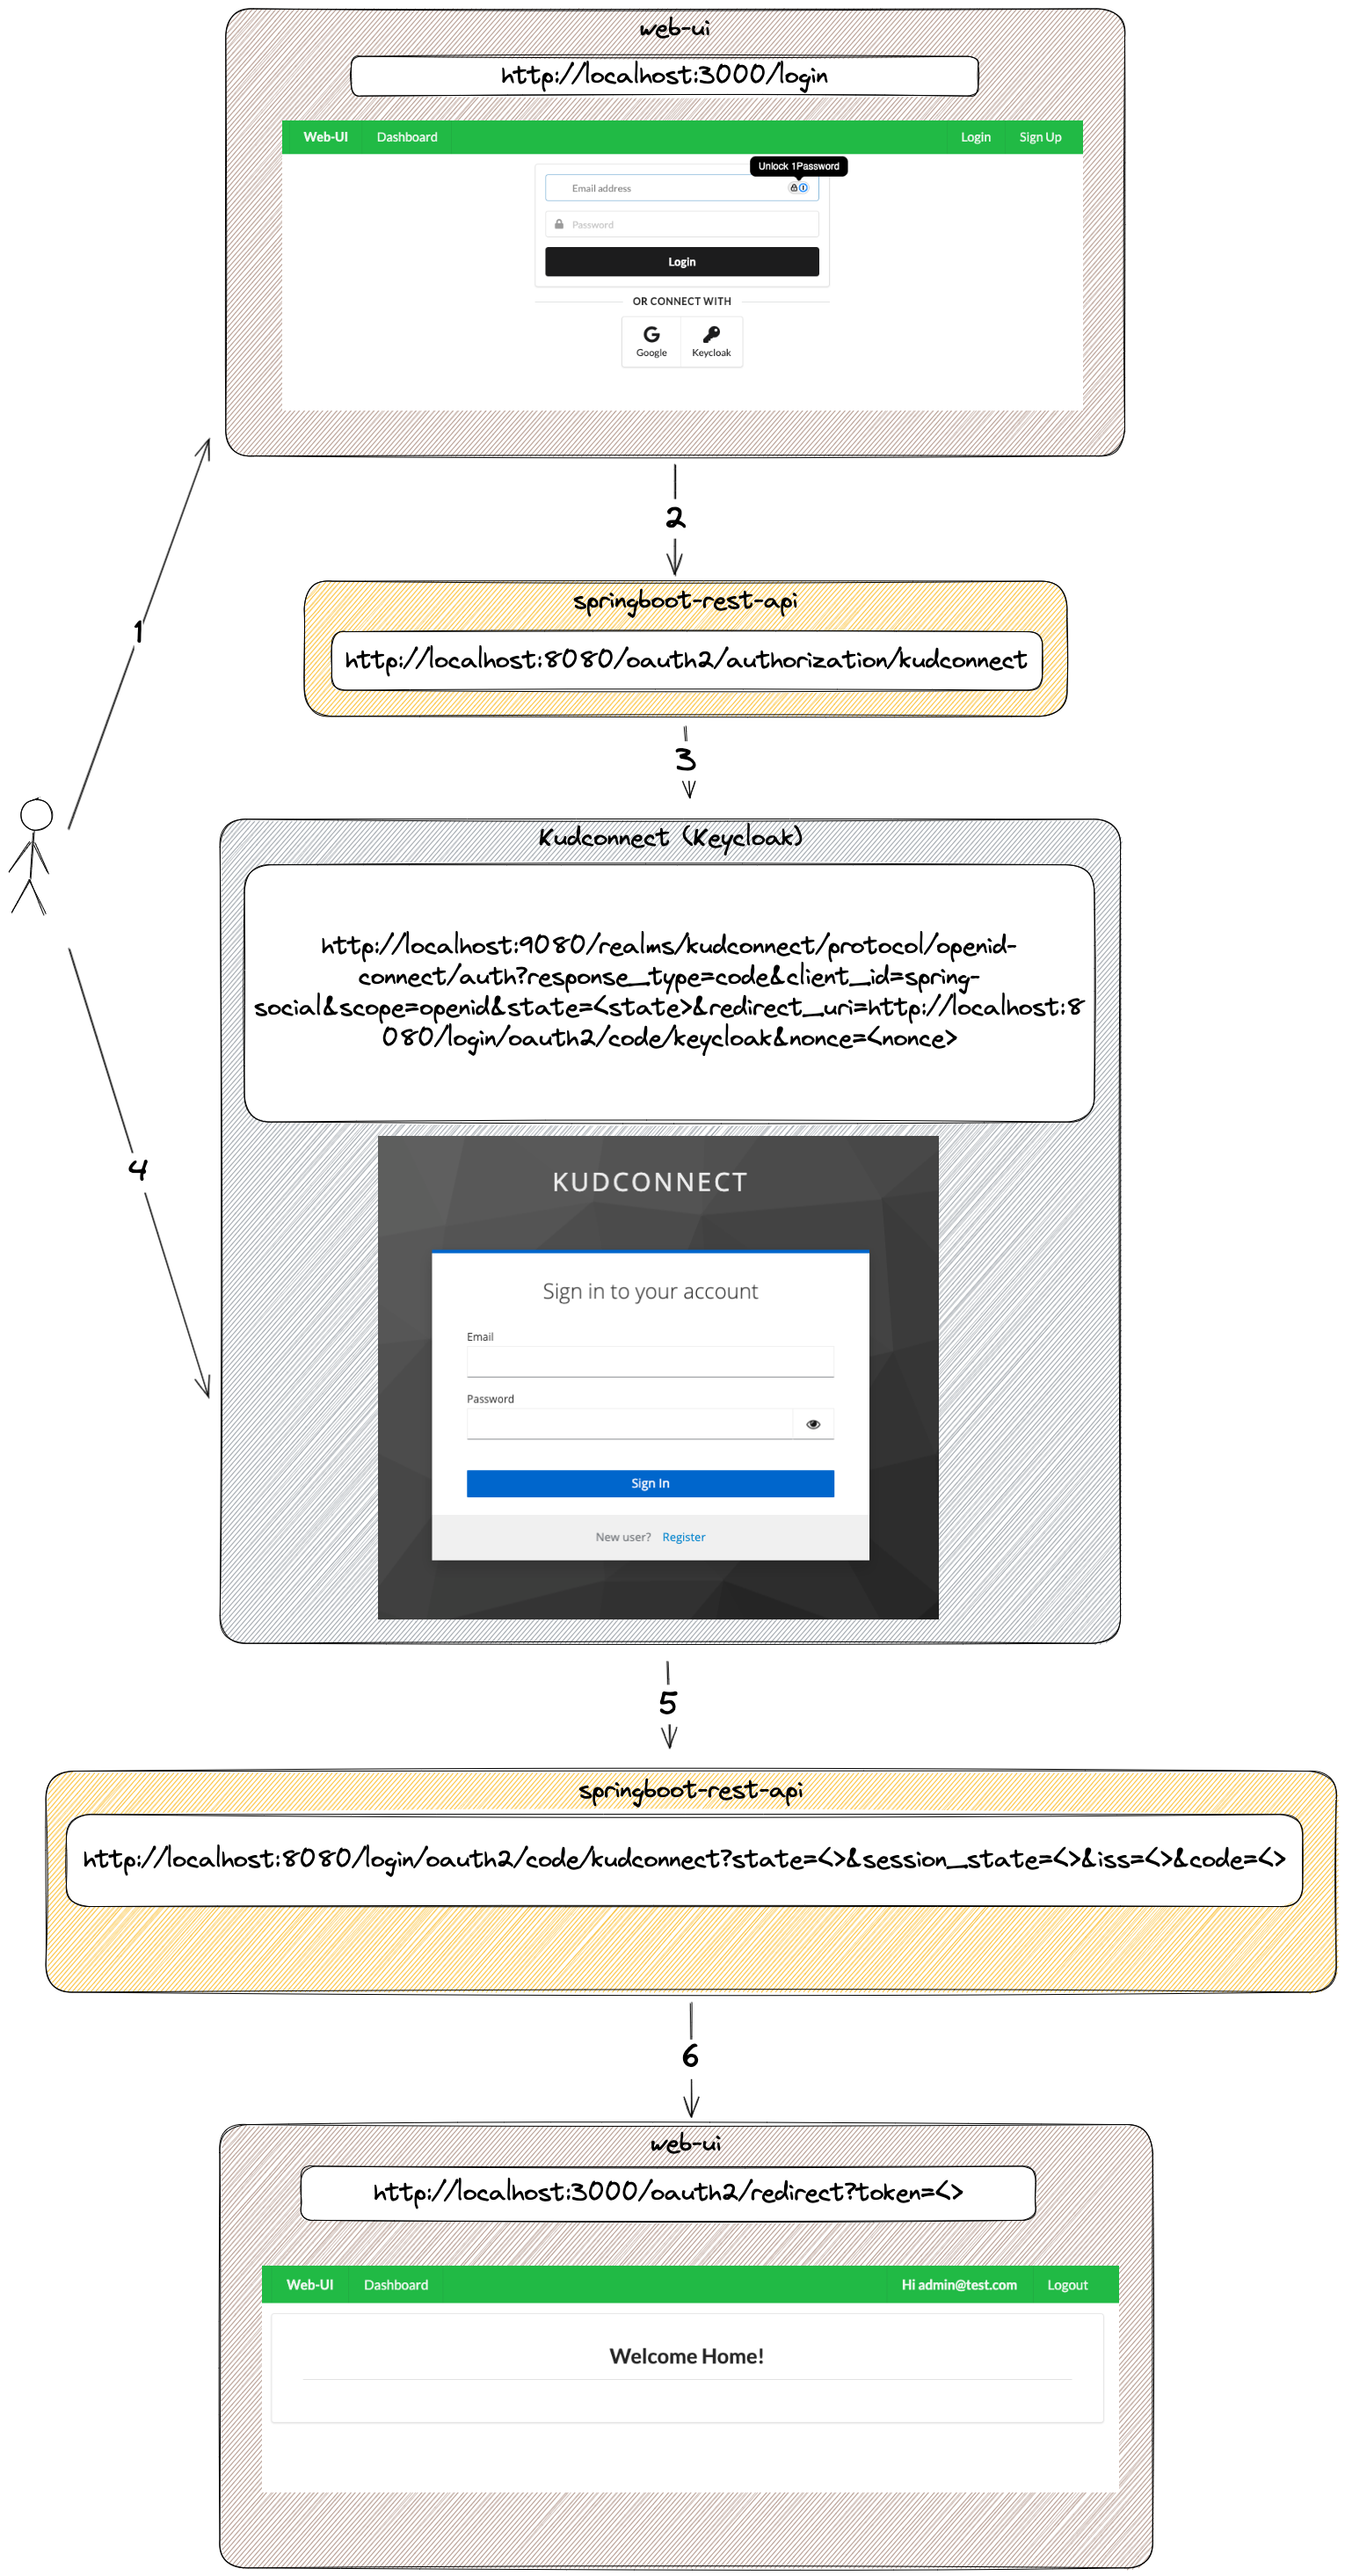 web-ui
http://localhost:3000/login
Web-UI Dashboard Login Sign Up
Unlock 1Password
Email address
Password
Login
OR CONNECT WITH
Google Keycloak
2
springboot-rest-api
http://localhost:8080/oauth2/authorization/kudconnect
1
3
Kudconnect (Keycloak)
http://localhost:9080/realms/kudconnect/protocol/openid-
connect/auth?response_type=code&client_id=spring-
social&scope=openid&state=<state>&redirect_uri=http://localhost:8
080/login/oauth2/code/keycloak&nonce=<nonce>
4
KUDCONNECT
Sign in to your account
Email
Password
Sign In
New user? Register
5
springboot-rest-api
http://localhost:8080/login/oauth2/code/kudconnect?state=<>&session_state=<>&iss=<>&code=<>
6
web-ui
http://localhost:3000/oauth2/redirect?token=<>
Web-UI Dashboard Hi admin@test.com Logout
Welcome Home!